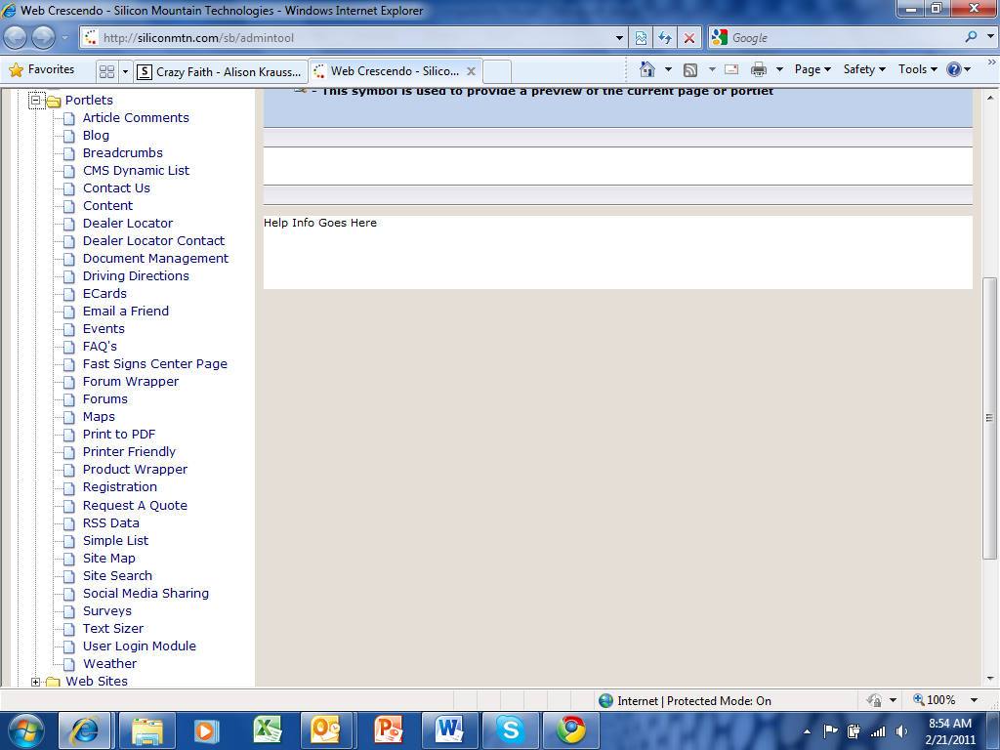 Web Crescendo - Silicon Mountain Technologies - Windows Internet Explorer
http://siliconmtn.com/sb/admintool
Google
Favorites
Crazy Faith - Alison Krauss...
Web Crescendo - Silico...
Page
Safety
Tools
Portlets
- This symbol is used to provide a preview of the current page or portlet
Article Comments
Blog
Breadcrumbs
CMS Dynamic List
Contact Us
Content
Dealer Locator
Help Info Goes Here
Dealer Locator Contact
Document Management
Driving Directions
ECards
Email a Friend
Events
FAQ's
Fast Signs Center Page
Forum Wrapper
Forums
Maps
Print to PDF
Printer Friendly
Product Wrapper
Registration
Request A Quote
RSS Data
Simple List
Site Map
Site Search
Social Media Sharing
Surveys
Text Sizer
User Login Module
Weather
Web Sites
Internet | Protected Mode: On
100%
8:54 AM
2/21/2011